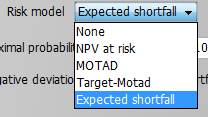 Risk model Expected shortfall
None
NPV at risk
MOTAD
Target-Motad
Expected shortfall